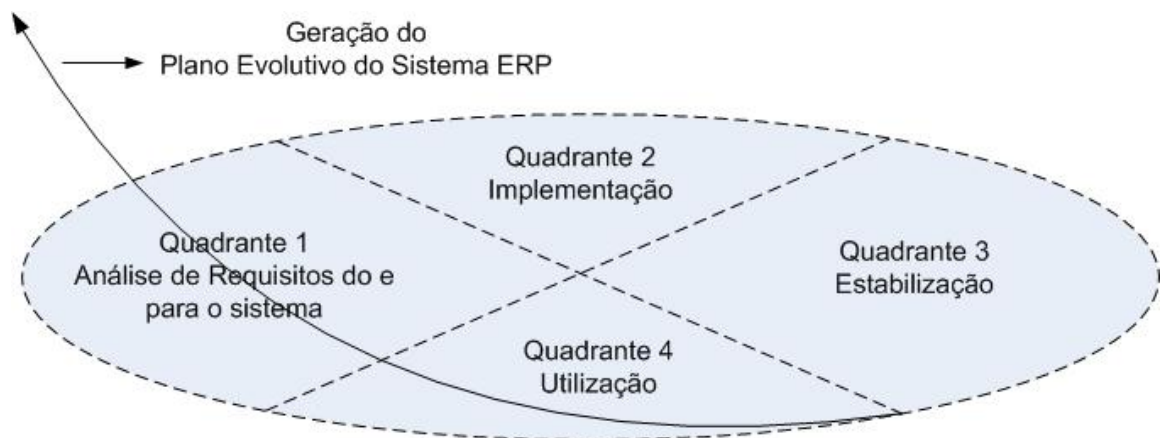 Geração do
Plano Evolutivo do Sistema ERP
Quadrante 2
Implementação
Quadrante 1
Análise de Requisitos do e
para o sistema
Quadrante 3
Estabilização
Quadrante 4
Utilização